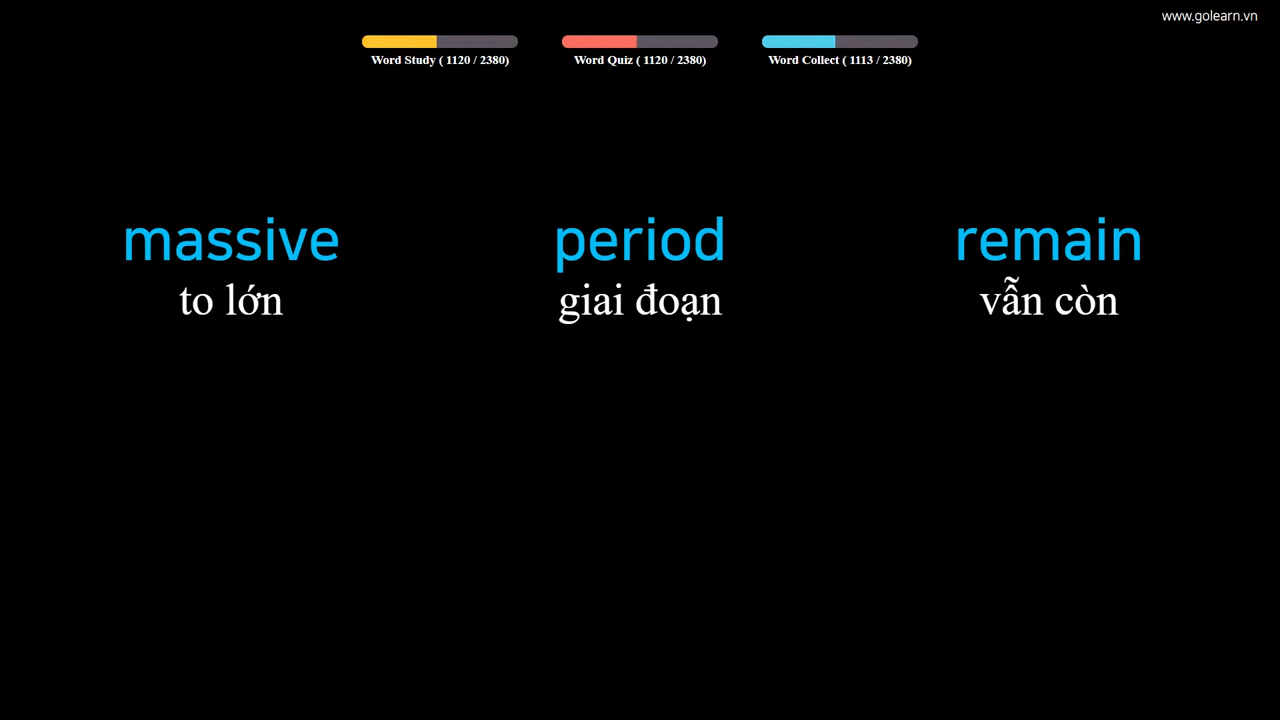 www.golearn.vn
Word Study ( 1120 / 2380) Word Quiz ( 1120 / 2380) Word Collect ( 1113 / 2380)
massive period remain
to lớn giai đoạn vẫn còn